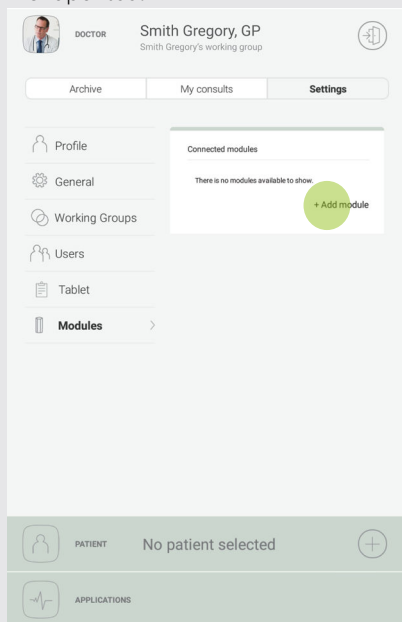 DOCTOR
Smith Gregory, GP
Smith Gregory's working group
Archive
My consults
Settings
Profile
General
Working Groups
Users
Tablet
Modules
Connected modules
There is no modules available to show.
+ Add module
PATIENT
No patient selected
APPLICATIONS